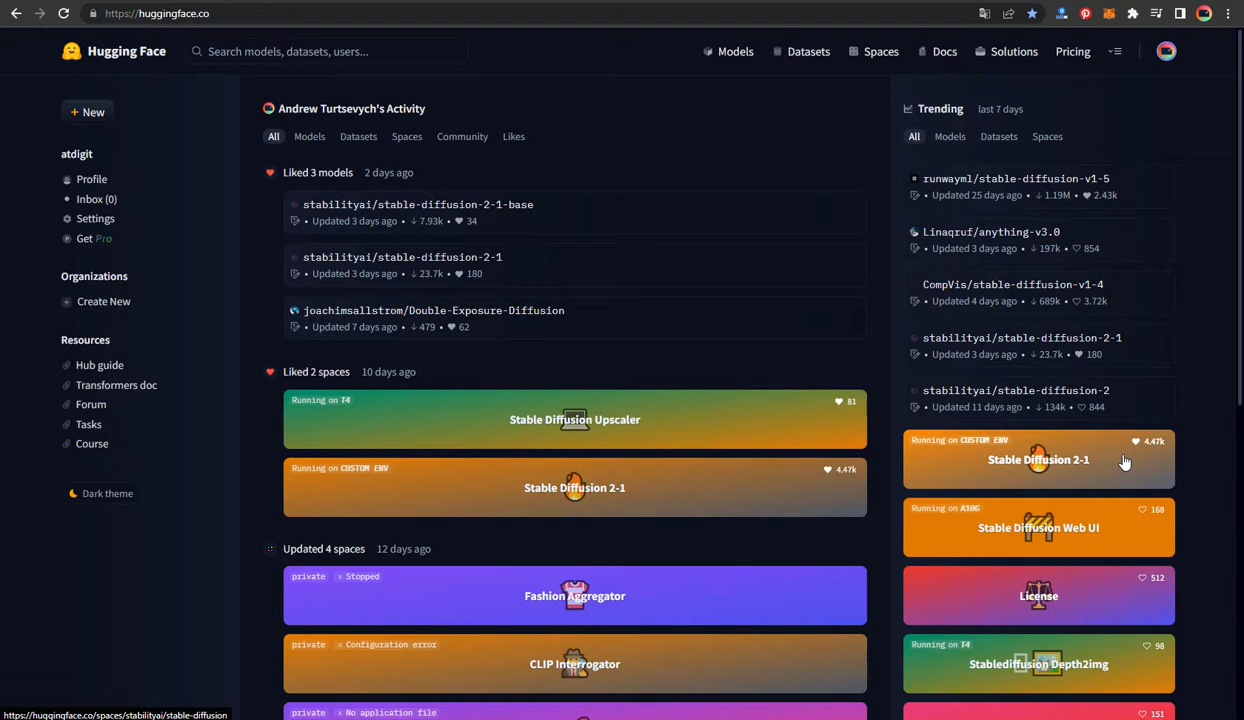 https://huggingface.co
Hugging Face
Search models, datasets, users...
Models
Datasets
Spaces
Docs
Solutions
Pricing
+ New
atdigit
Profile
Inbox (0)
Settings
Get Pro
Organizations
Create New
Resources
Hub guide
Transformers doc
Forum
Tasks
Course
Dark theme
Andrew Turtsevych's Activity
All Models Datasets Spaces Community Likes
Liked 3 models 2 days ago
stabilityai/stable-diffusion-2-1-base
• Updated 3 days ago • ↓ 7.93k • ♥ 34
stabilityai/stable-diffusion-2-1
• Updated 3 days ago • ↓ 23.7k • ♥ 180
joachimsallstrom/Double-Exposure-Diffusion
• Updated 7 days ago • ↓ 479 • ♥ 62
Liked 2 spaces 10 days ago
Running on T4
♥ 81
Stable Diffusion Upscaler
Running on CUSTOM ENV
♥ 4.47k
Stable Diffusion 2-1
Updated 4 spaces 12 days ago
private × Stopped
Fashion Aggregator
private × Configuration error
CLIP Interrogator
private × No application file
Trending last 7 days
All Models Datasets Spaces
runwayml/stable-diffusion-v1-5
• Updated 25 days ago • ↓ 1.19M • ♥ 2.43k
Linaqruf/anything-v3.0
• Updated 3 days ago • ↓ 197k • ♡ 854
CompVis/stable-diffusion-v1-4
• Updated 4 days ago • ↓ 689k • ♡ 3.72k
stabilityai/stable-diffusion-2-1
• Updated 3 days ago • ↓ 23.7k • ♥ 180
stabilityai/stable-diffusion-2
• Updated 11 days ago • ↓ 134k • ♡ 844
Running on CUSTOM ENV
♥ 4.47k
Stable Diffusion 2-1
Running on A10G
♡ 168
Stable Diffusion Web UI
♡ 512
License
Running on T4
♡ 98
Stablediffusion Depth2img
♡ 151
https://huggingface.co/spaces/stabilityai/stable-diffusion